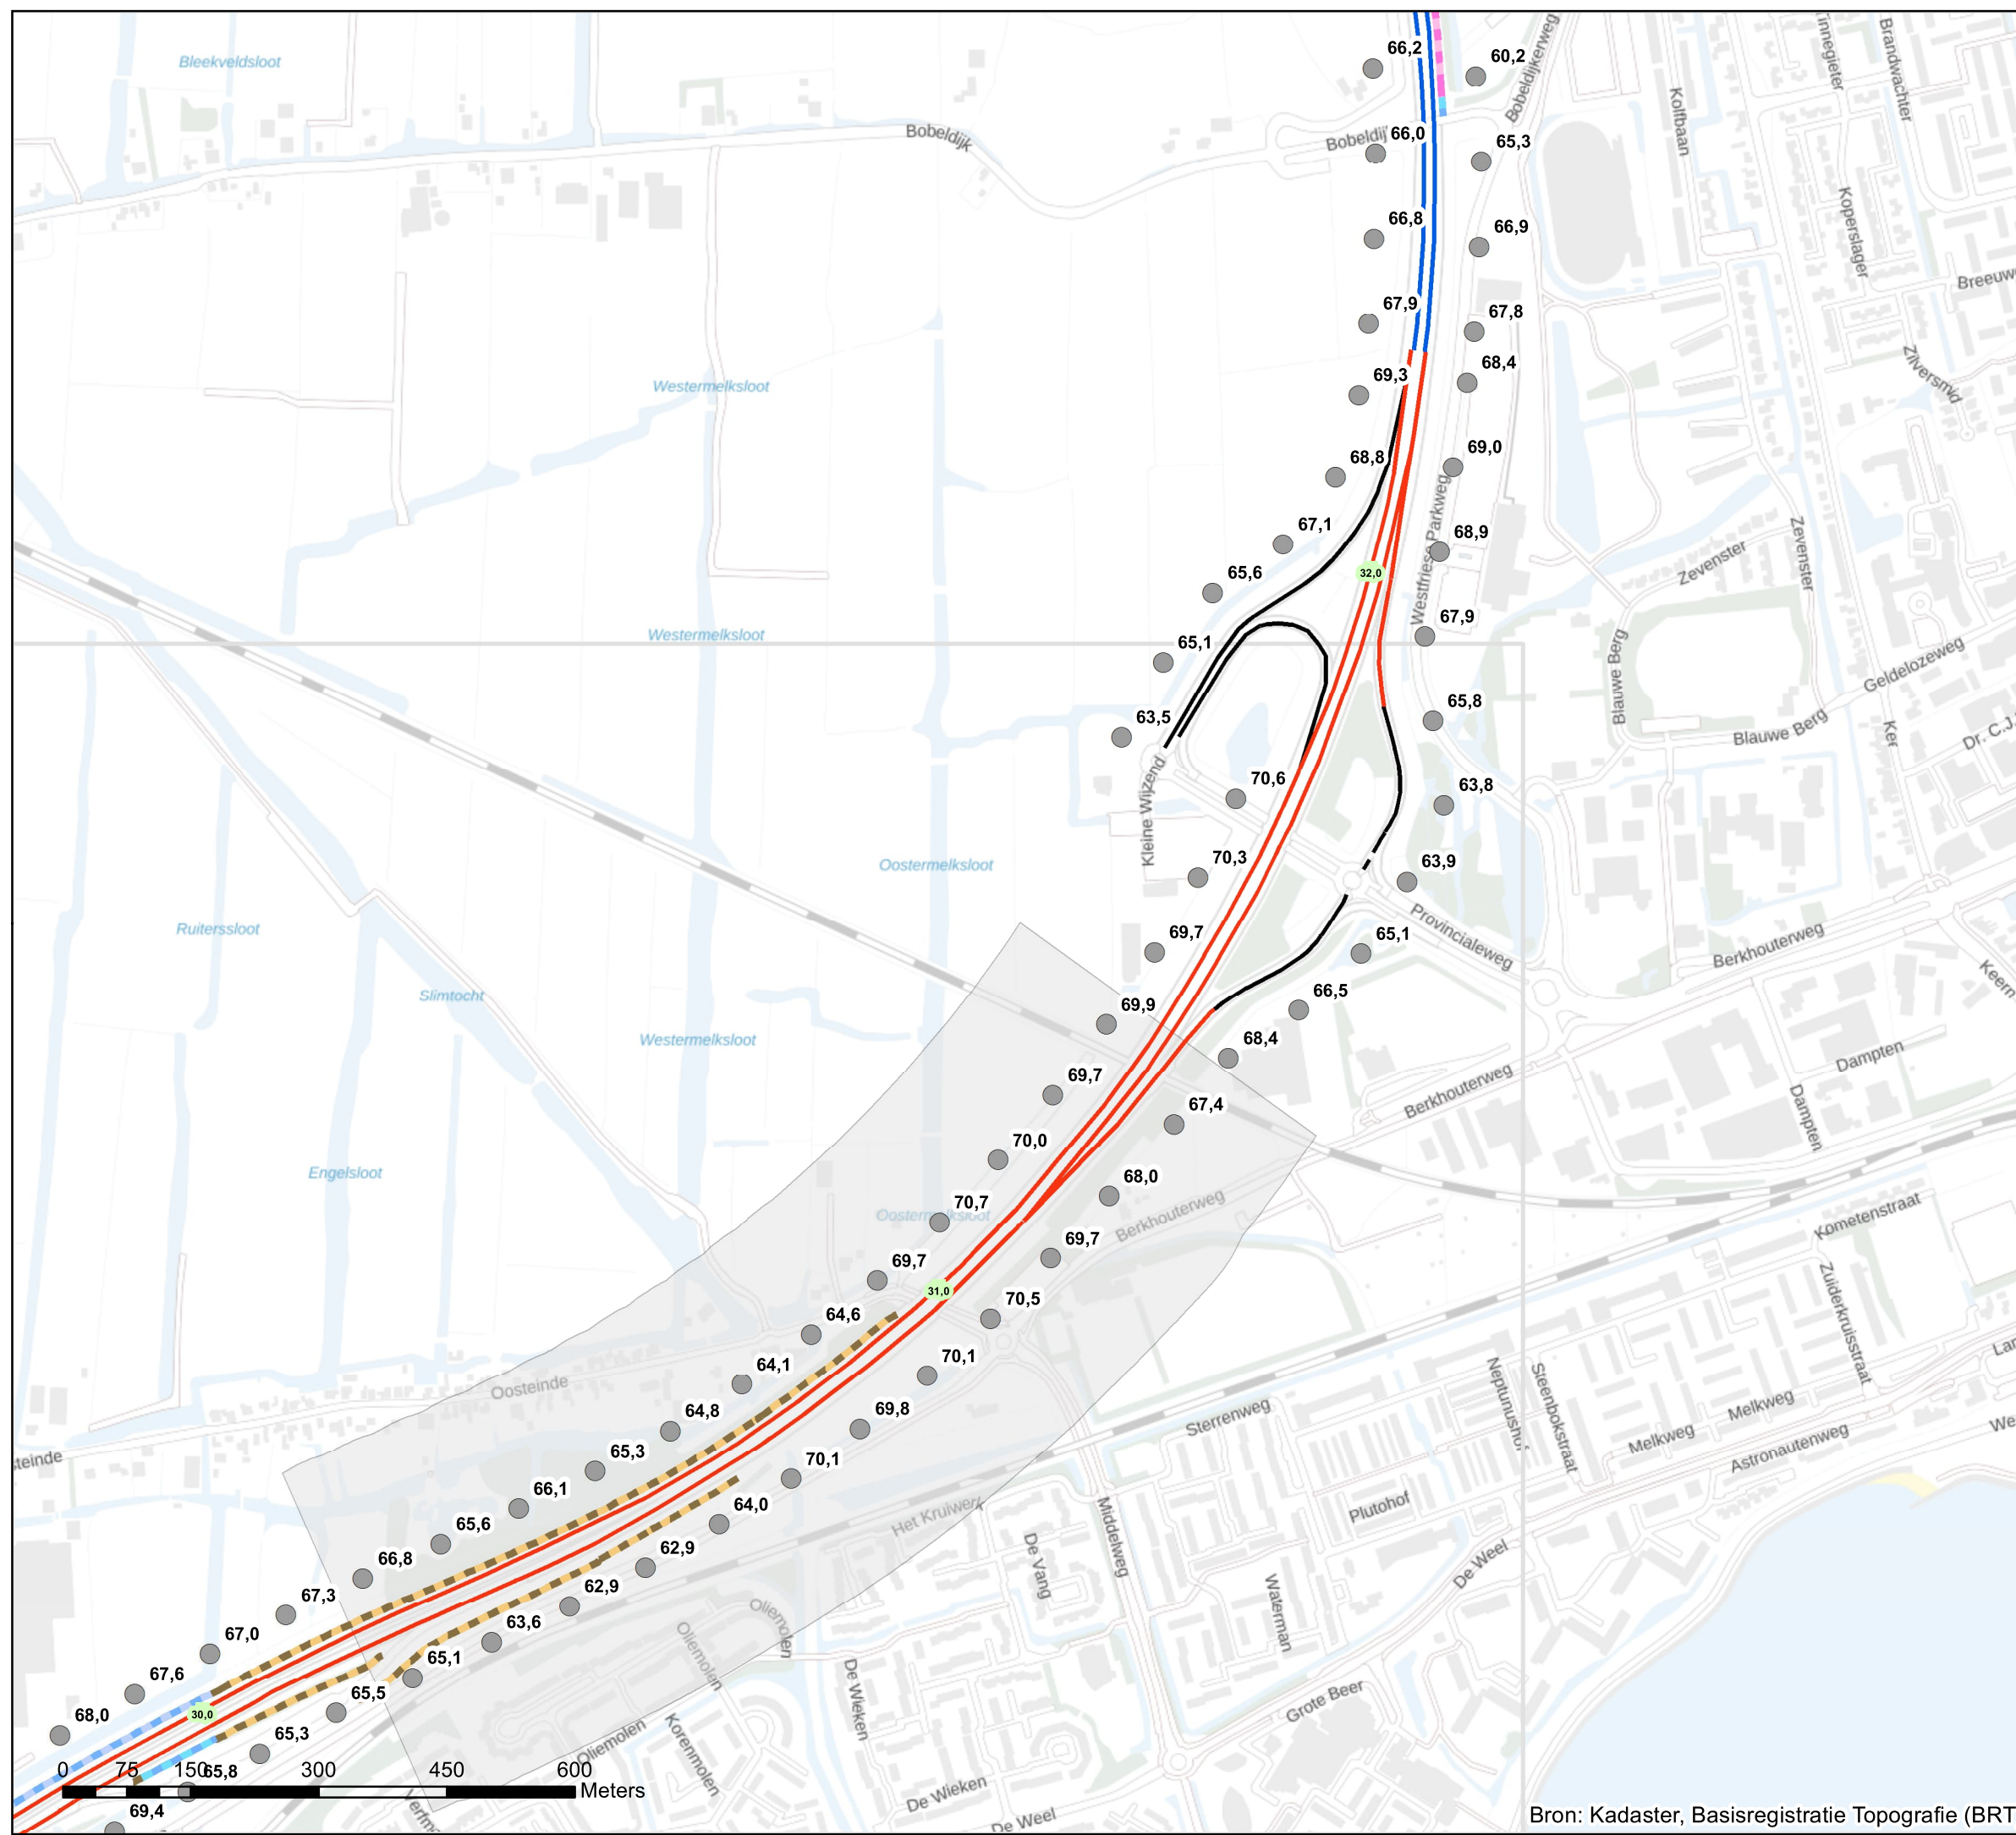 66,2
60,2
Bleekveldsloot
Bobeldijkerweg
Brandwachter
Kolfbaan
Bobeldijk
66,0
65,3
Koperslager
66,8
66,9
67,9
67,8
68,4
Zilversmid
69,3
Westermelksloot
68,8
69,0
67,1
68,9
Westfriese Parkweg
Zevenster
Zevenster
65,6
32,0
67,9
Westermelksloot
65,1
Blauwe Berg
Geldelozeweg
63,5
65,8
Blauwe Berg
70,6
63,8
Kleine Wijzend
Oostermelksloot
70,3
63,9
Ruiterssloot
69,7
65,1
Provincialeweg
Berkhouterweg
Slimtocht
69,9
66,5
Westermelksloot
68,4
Dampten
69,7
67,4
Berkhouterweg
Dampten
70,0
68,0
Engelsloot
70,7
Berkhouterweg
Kometenstraat
69,7
69,7
31,0
70,5
Zuiderkruisstraat
64,6
64,1
70,1
Oosteinde
Neptunushof
Steenbokstraat
64,8
69,8
Sterrenweg
Melkweg
Melkweg
Astronautenweg
65,3
70,1
66,1
64,0
Het Kruiwerk
Middelweg
Plutohof
65,6
62,9
De Vang
De Weel
66,8
62,9
Waterman
67,3
63,6
Oliemolen
Oliemolen
67,0
65,1
De Wieken
67,6
65,5
Grote Beer
68,0
30,0
65,3
Oliemolen
Korenmolen
65,8
0 75 150 300 450 600
Meters
De Wieken
69,4
De Weel
Bron: Kadaster, Basisregistratie Topografie (BRT